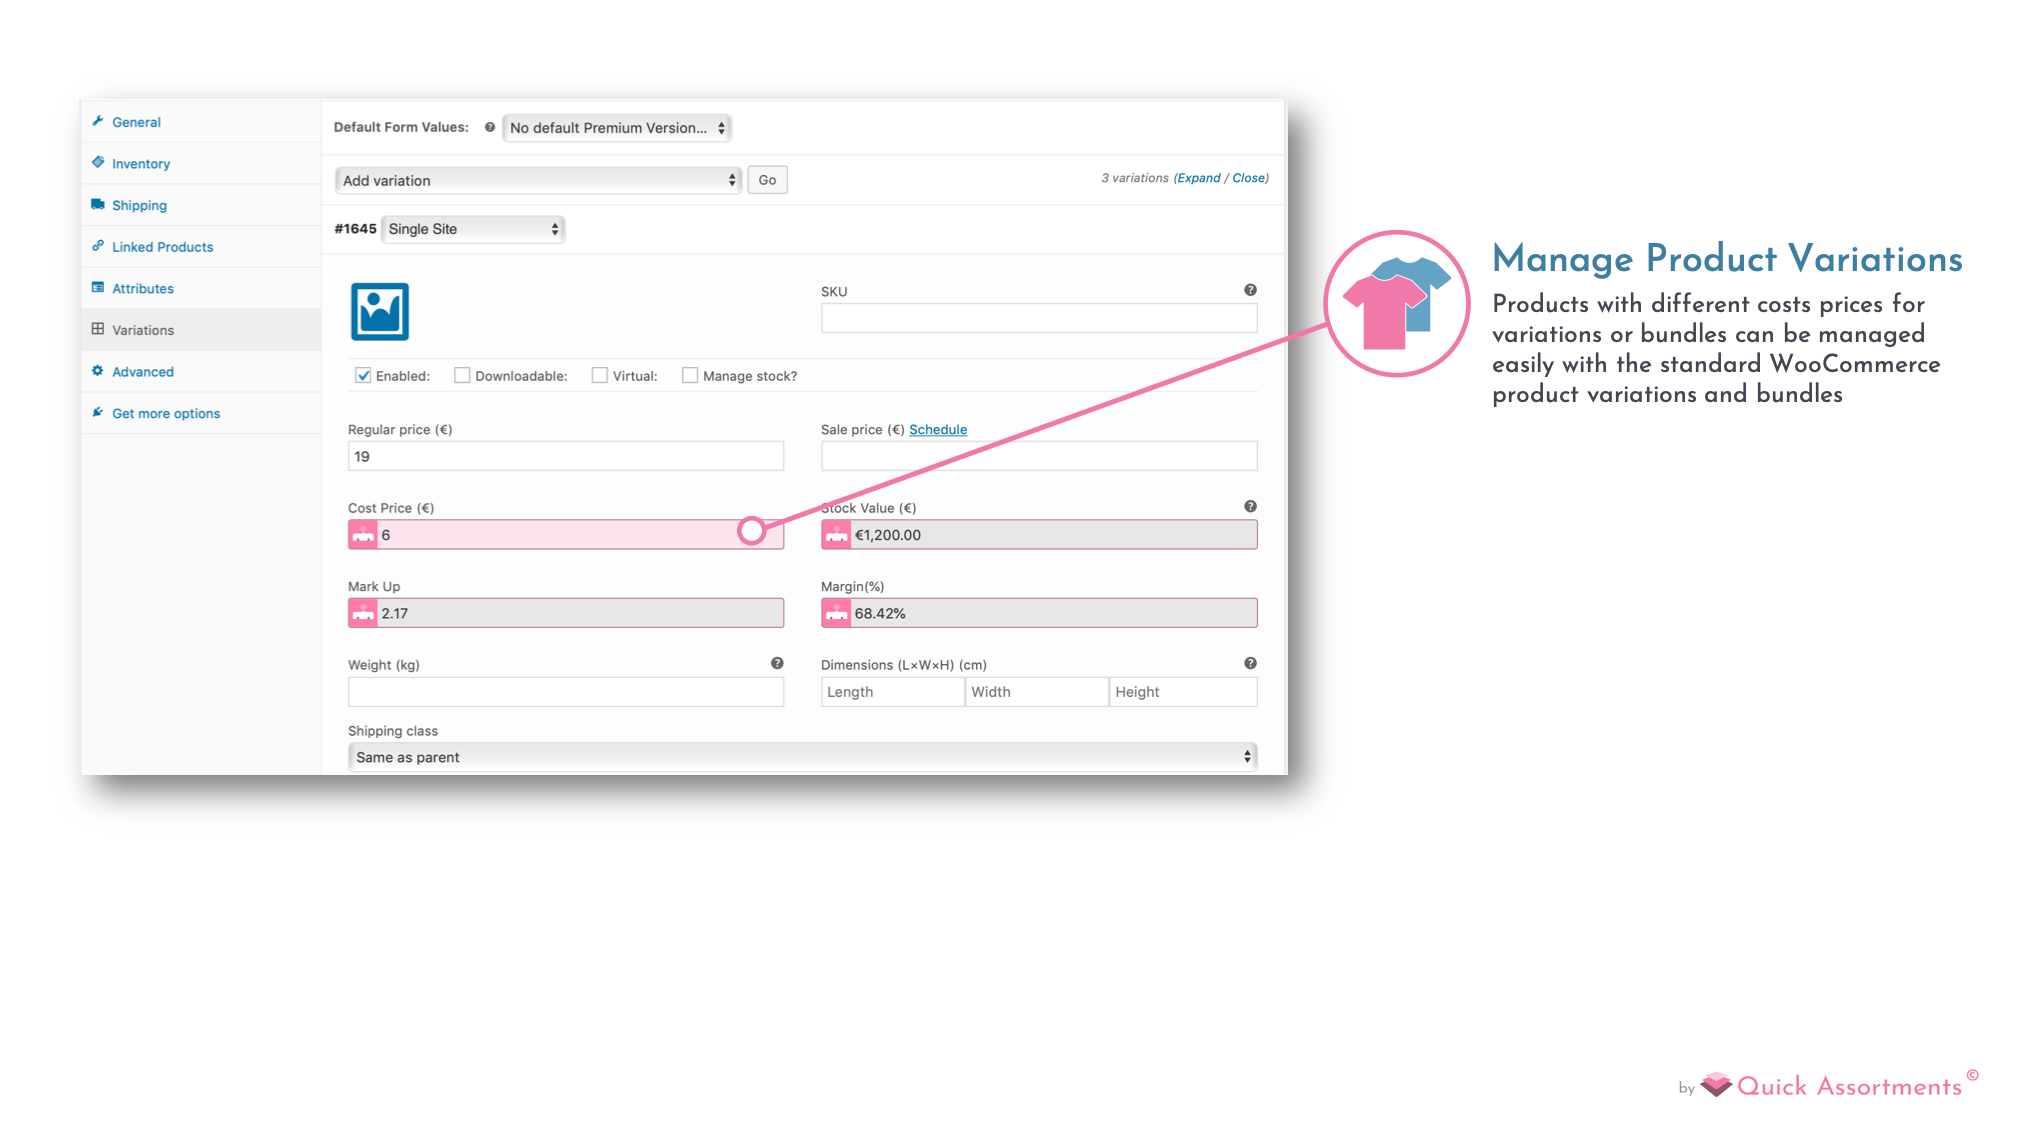 General
Inventory
Shipping
Linked Products
Attributes
Variations
Advanced
Get more options
Default Form Values: ? No default Premium Version...
Add variation Go 3 variations (Expand / Close)
#1645 Single Site
SKU ?
Enabled: Downloadable: Virtual: Manage stock?
Regular price (€) Sale price (€) Schedule
19
Cost Price (€) Stock Value (€) ?
6 €1,200.00
Mark Up Margin(%)
2.17 68.42%
Weight (kg) ? Dimensions (L×W×H) (cm) ?
Length Width Height
Shipping class
Same as parent
Manage Product Variations
Products with different costs prices for
variations or bundles can be managed
easily with the standard WooCommerce
product variations and bundles
by Quick Assortments©